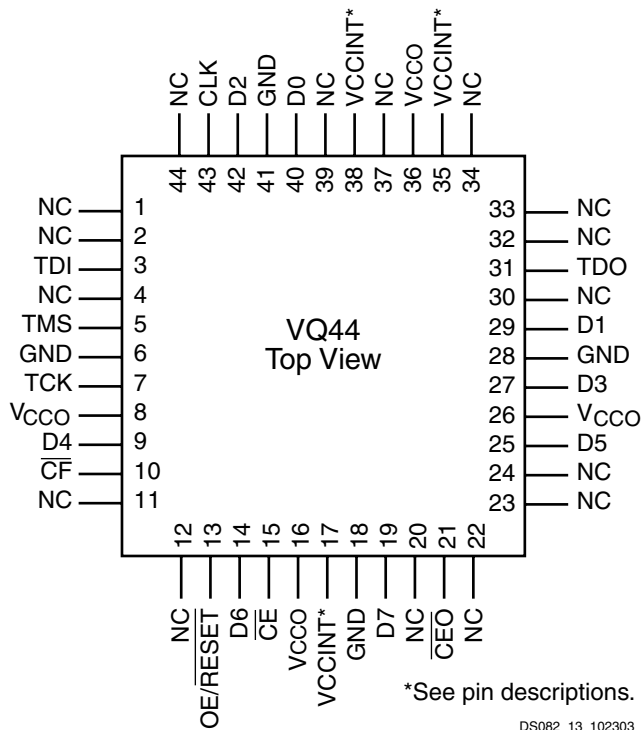 NC
CLK
D2
GND
D0
NC
VCCINT*
NC
VCCO
VCCINT*
NC
44
43
42
41
40
39
38
37
36
35
34
NC 1
NC 2
TDI 3
NC 4
TMS 5
GND 6
TCK 7
VCCO 8
D4 9
CF 10
NC 11
VQ44
Top View
33 NC
32 NC
31 TDO
30 NC
29 D1
28 GND
27 D3
26 VCCO
25 D5
24 NC
23 NC
12
13
14
15
16
17
18
19
20
21
22
NC
OE/RESET
D6
CE
VCCO
VCCINT*
GND
D7
NC
CEO
NC
*See pin descriptions.
DS082_13_102303